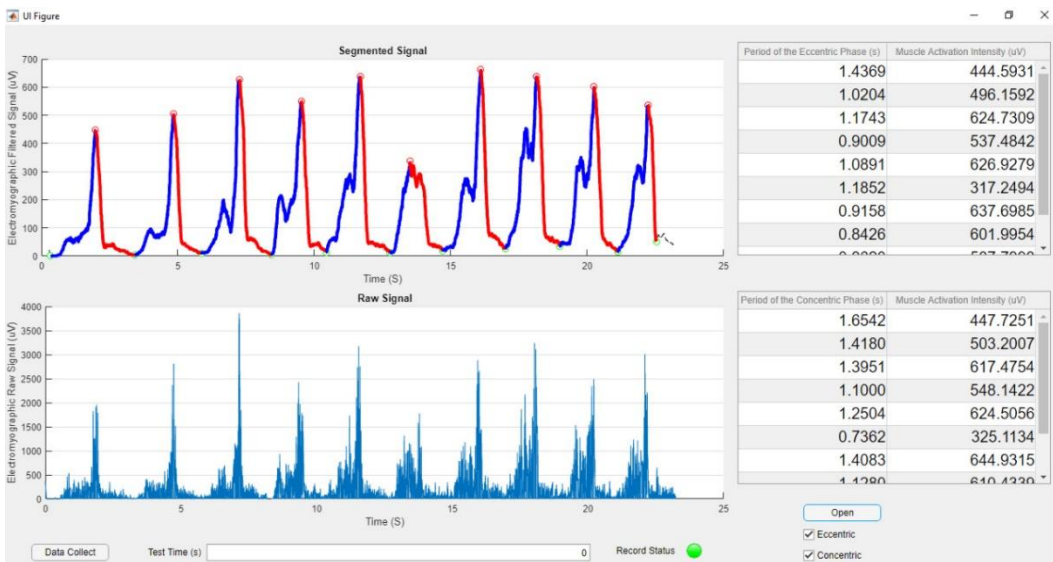 UI Figure
Segmented Signal
Electromyographic Filtered Signal (uV)
700
600
500
400
300
200
100
0
0 5 10 15 20 25
Time (S)
Period of the Eccentric Phase (s) Muscle Activation Intensity (uV)
1.4369 444.5931
1.0204 496.1592
1.1743 624.7309
0.9009 537.4842
1.0891 626.9279
1.1852 317.2494
0.9158 637.6985
0.8426 601.9954
Raw Signal
Electromyographic Raw Signal (uV)
4000
3500
3000
2500
2000
1500
1000
500
0
0 5 10 15 20 25
Time (S)
Period of the Concentric Phase (s) Muscle Activation Intensity (uV)
1.6542 447.7251
1.4180 503.2007
1.3951 617.4754
1.1000 548.1422
1.2504 624.5056
0.7362 325.1134
1.4083 644.9315
1.1280 610.4339
Open
Eccentric
Concentric
Data Collect Test Time (s) 0 Record Status